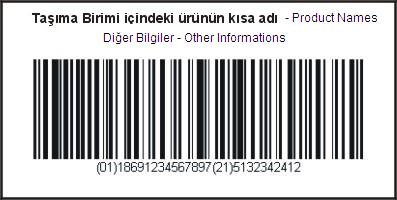 Taşıma Birimi içindeki ürünün kısa adı - Product Names
Diğer Bilgiler - Other Informations
(01)18691234567897(21)5132342412